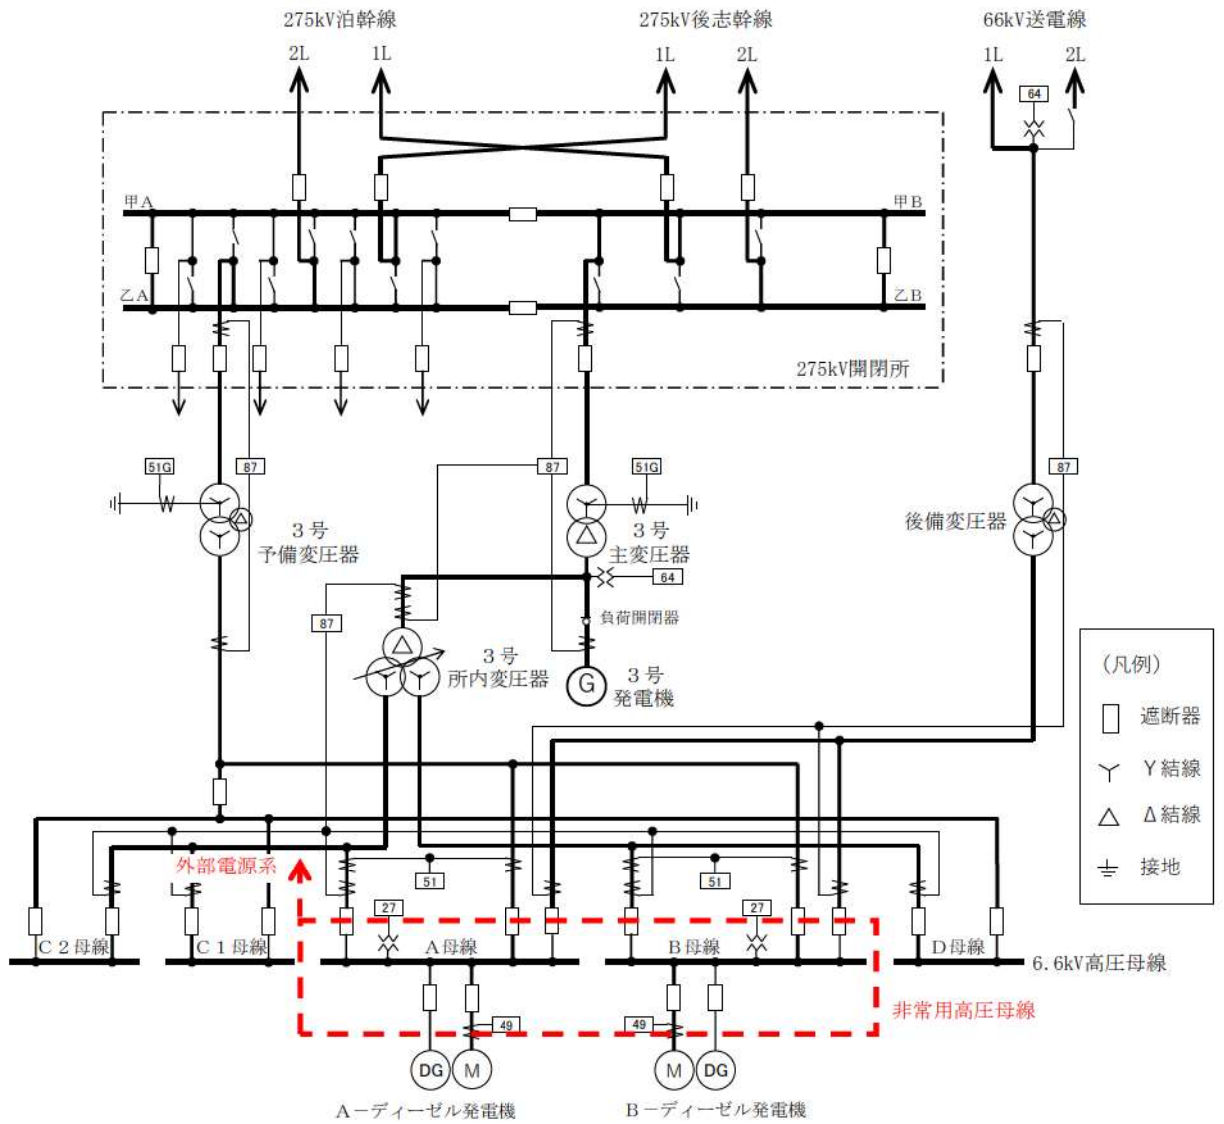 275kV泊幹線
275kV後志幹線
66kV送電線
2L
1L
1L
2L
1L
2L
64
甲A
甲B
乙A
乙B
275kV開閉所
51G
87
87
51G
87
3号
予備変圧器
3号
主変圧器
後備変圧器
64
87
負荷開閉器
3号
所内変圧器
G
3号
発電機
(凡例)
遮断器
Y結線
Δ結線
接地
外部電源系
51
51
27
27
C2母線
C1母線
A母線
B母線
D母線
6.6kV高圧母線
非常用高圧母線
49
49
DG
M
M
DG
A-ディーゼル発電機
B-ディーゼル発電機